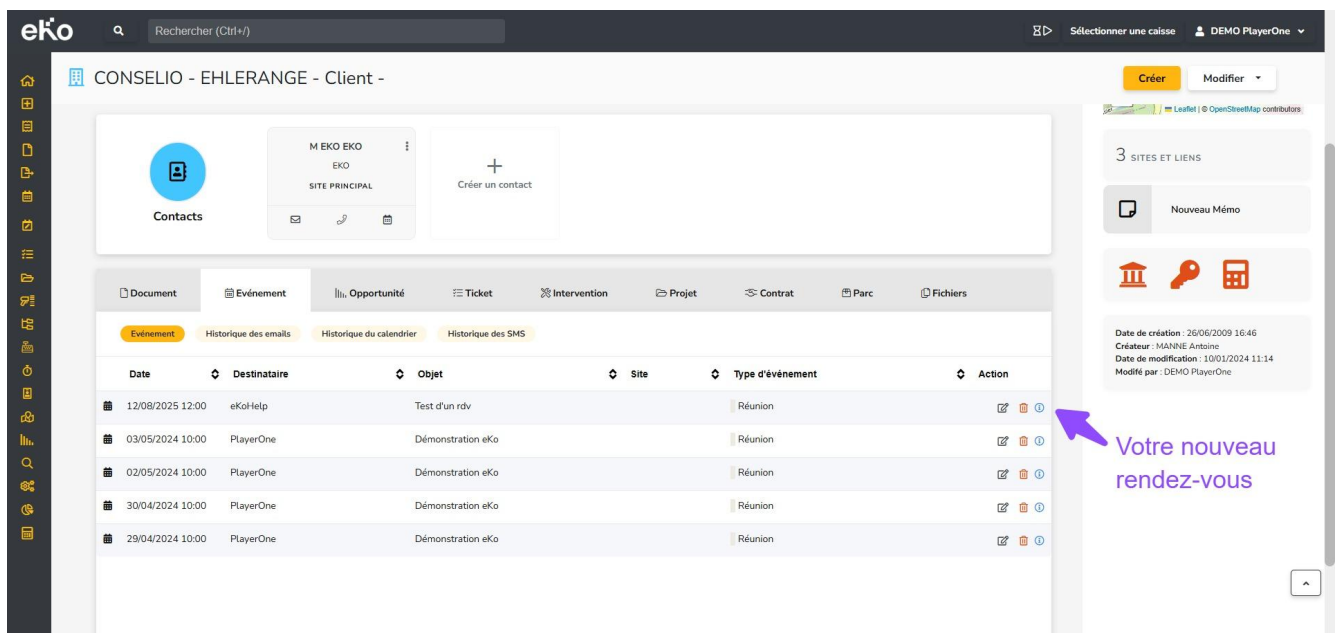 eko
Rechercher (Ctrl+/)
Sélectionner une caisse
DEMO PlayerOne
CONSELIO - EHLERANGE - Client -
Créer
Modifier
Leaflet | © OpenStreetMap contributors
M EKO EKO
EKO
SITE PRINCIPAL
Créer un contact
Contacts
3 SITES ET LIENS
Nouveau Mémo
Document Evénement Opportunité Ticket Intervention Projet Contrat Parc Fichiers
Evénement Historique des emails Historique du calendrier Historique des SMS
Date de création : 26/06/2009 16:46
Créateur : MANNE Antoine
Date de modification : 10/01/2024 11:14
Modifé par : DEMO PlayerOne
Date Destinataire Objet Site Type d'événement Action
12/08/2025 12:00 eKoHelp Test d'un rdv Réunion
03/05/2024 10:00 PlayerOne Démonstration eKo Réunion
02/05/2024 10:00 PlayerOne Démonstration eKo Réunion
30/04/2024 10:00 PlayerOne Démonstration eKo Réunion
29/04/2024 10:00 PlayerOne Démonstration eKo Réunion
Votre nouveau
rendez-vous